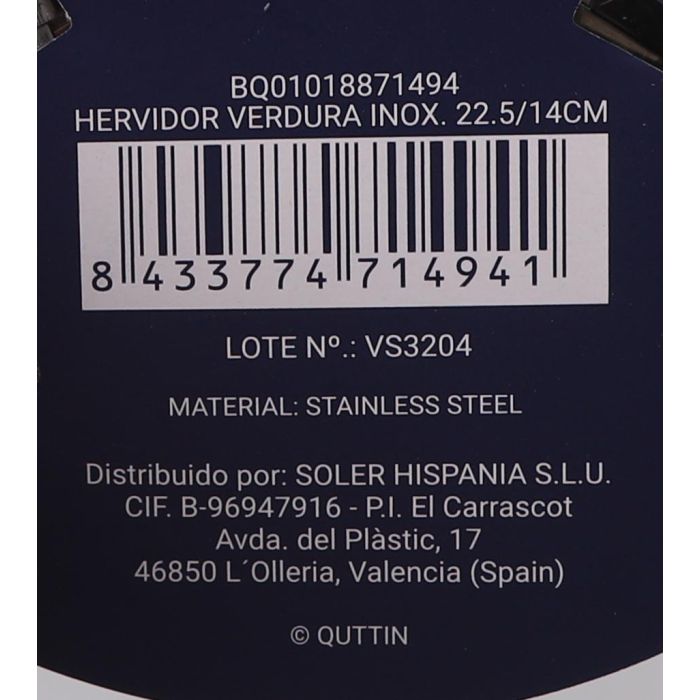 BQ01018871494
HERVIDOR VERDURA INOX. 22.5/14CM
8 433774 714941
LOTE Nº.: VS3204
MATERIAL: STAINLESS STEEL
Distribuido por: SOLER HISPANIA S.L.U.
CIF. B-96947916 - P.I. El Carrascot
Avda. del Plàstic, 17
46850 L´Olleria, Valencia (Spain)
© QUTTIN